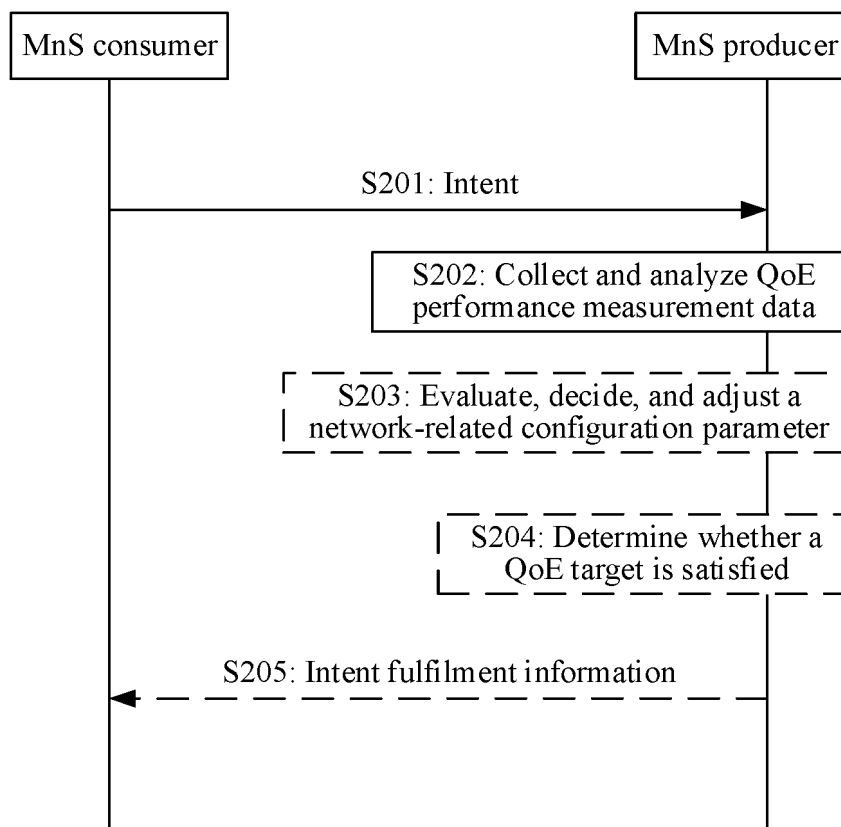 MnS consumer
MnS producer
S201: Intent
S202: Collect and analyze QoE
performance measurement data
S203: Evaluate, decide, and adjust a
network-related configuration parameter
S204: Determine whether a
QoE target is satisfied
S205: Intent fulfilment information